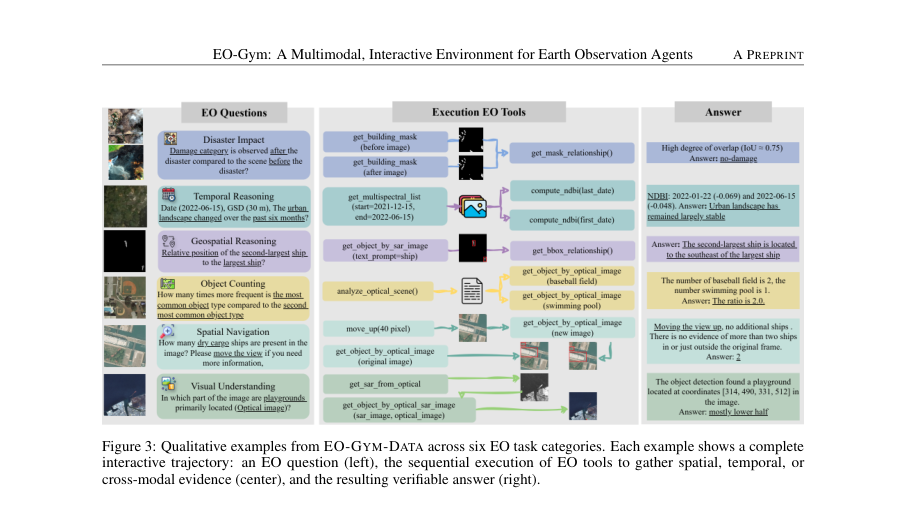 EO-Gym: A Multimodal, Interactive Environment for Earth Observation Agents A PREPRINT
EO Questions
Execution EO Tools
Answer
Disaster Impact
Damage category is observed after the
disaster compared to the scene before the
disaster?
get_building_mask
(before image)
get_building_mask
(after image)
get_mask_relationship()
High degree of overlap (IoU = 0.75)
Answer: no-damage
Temporal Reasoning
Date (2022-06-15), GSD (30 m), The urban
landscape changed over the past six months?
get_multispectral_list
(start=2021-12-15,
end=2022-06-15)
compute_ndbi(last_date)
compute_ndbi(first_date)
NDBI: 2022-01-22 (-0.069) and 2022-06-15
(-0.048). Answer: Urban landscape has
remained largely stable
Geospatial Reasoning
Relative position of the second-largest ship
to the largest ship?
get_object_by_sar_image
(text_prompt=ship)
get_bbox_relationship()
Answer: The second-largest ship is located
to the southeast of the largest ship
Object Counting
How many times more frequent is the most
common object type compared to the second
most common object type
analyze_optical_scene()
get_object_by_optical_image
(baseball field)
get_object_by_optical_image
(swimming pool)
The number of baseball field is 2, the
number swimming pool is 1.
Answer: The ratio is 2.0.
Spatial Navigation
How many dry cargo ships are present in the
image? Please move the view if you need
more information.
move_up(40 pixel)
get_object_by_optical_image
(new image)
get_object_by_optical_image
(original image)
Moving the view up, no additional ships .
There is no evidence of more than two ships
in or just outside the original frame.
Answer: 2
Visual Understanding
In which part of the image are playgrounds
primarily located (Optical image)?
get_sar_from_optical
get_object_by_optical_sar_image
(sar_image, optical_image)
The object detection found a playground
located at coordinates [314, 490, 331, 512] in
the image.
Answer: mostly lower half
Figure 3: Qualitative examples from EO-GYM-DATA across six EO task categories. Each example shows a complete
interactive trajectory: an EO question (left), the sequential execution of EO tools to gather spatial, temporal, or
cross-modal evidence (center), and the resulting verifiable answer (right).